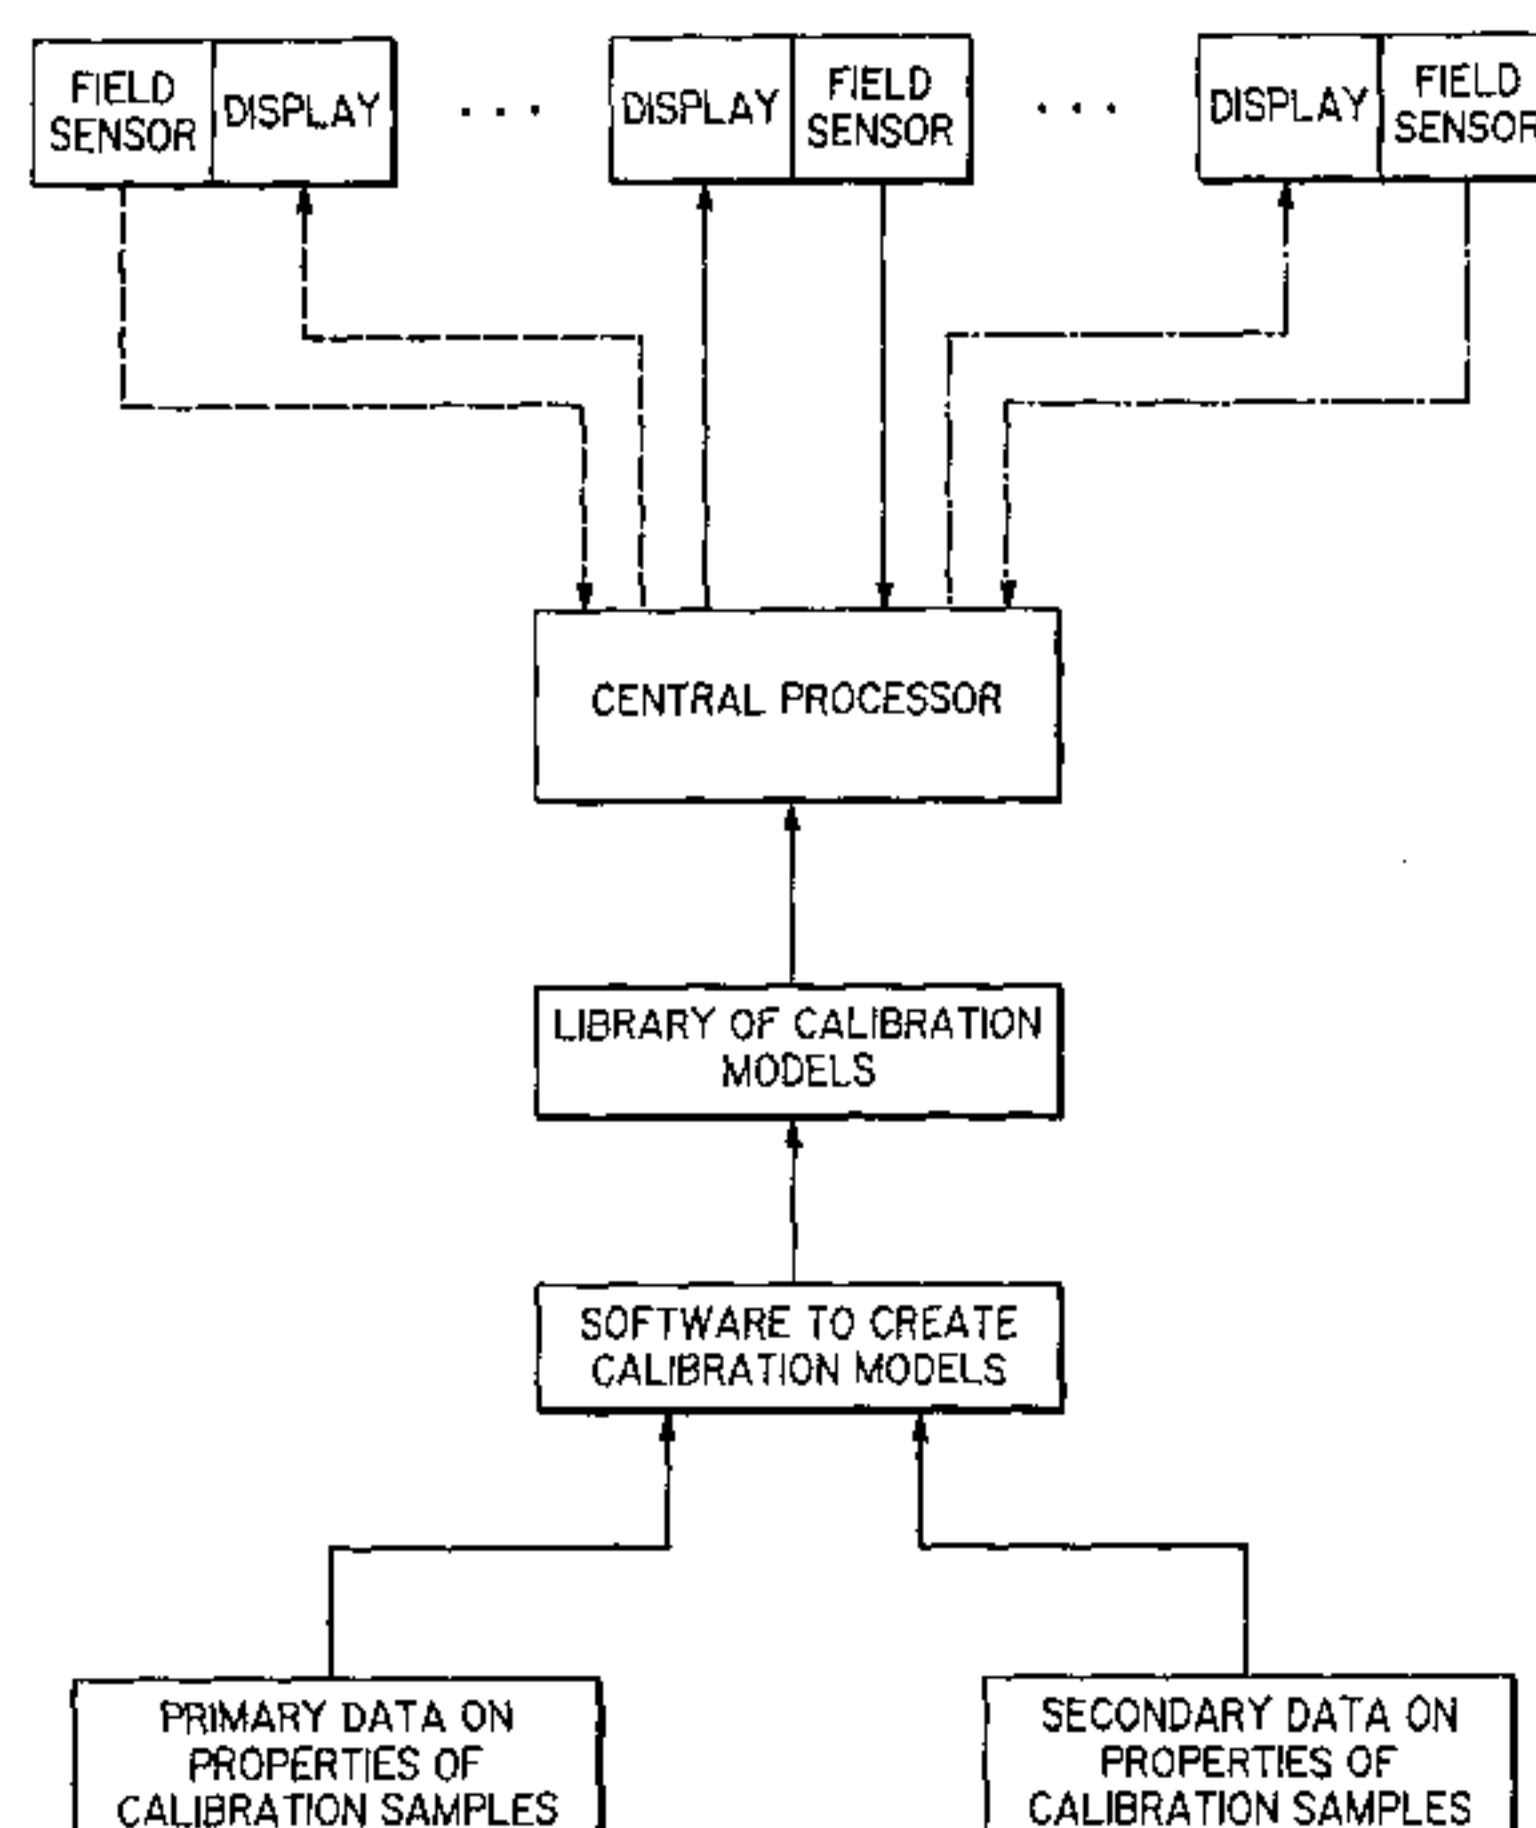 FIELD
SENSOR
DISPLAY
. . .
DISPLAY
FIELD
SENSOR
. . .
DISPLAY
FIELD
SENSOR
CENTRAL PROCESSOR
LIBRARY OF CALIBRATION
MODELS
SOFTWARE TO CREATE
CALIBRATION MODELS
PRIMARY DATA ON
PROPERTIES OF
CALIBRATION SAMPLES
SECONDARY DATA ON
PROPERTIES OF
CALIBRATION SAMPLES